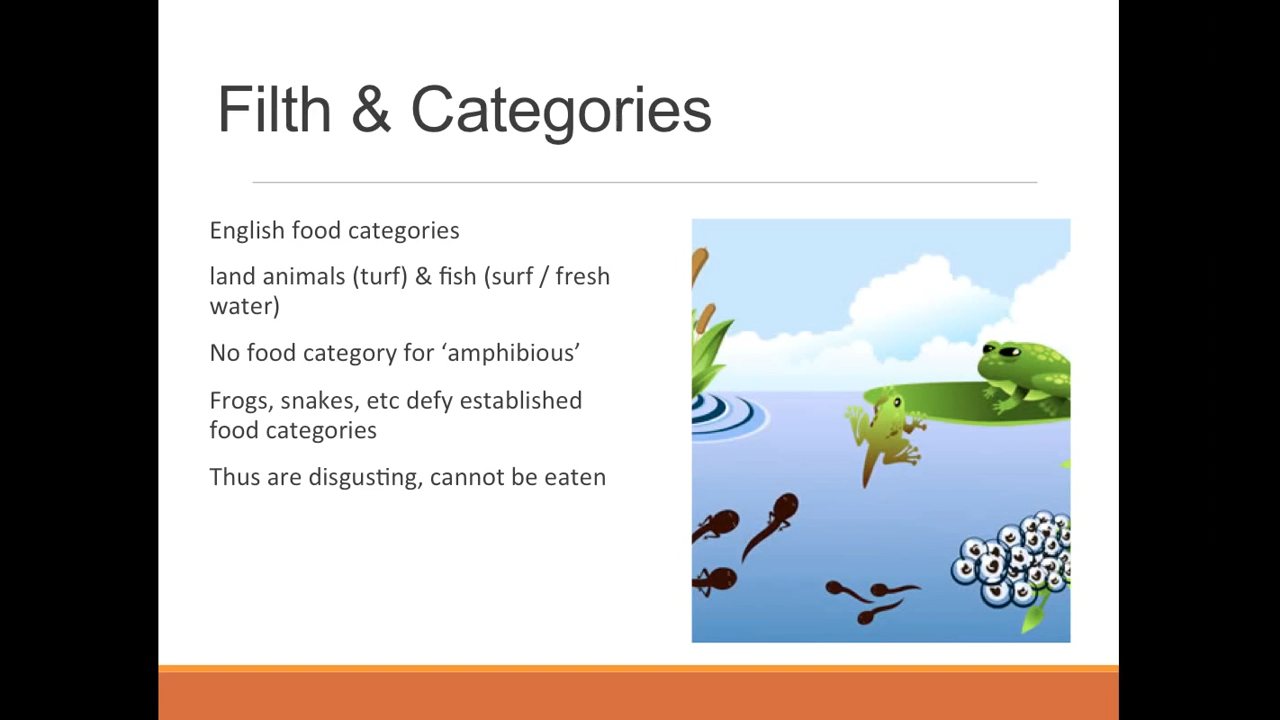 Filth & Categories
English food categories
land animals (turf) & fish (surf / fresh
water)
No food category for ‘amphibious’
Frogs, snakes, etc defy established
food categories
Thus are disgusting, cannot be eaten